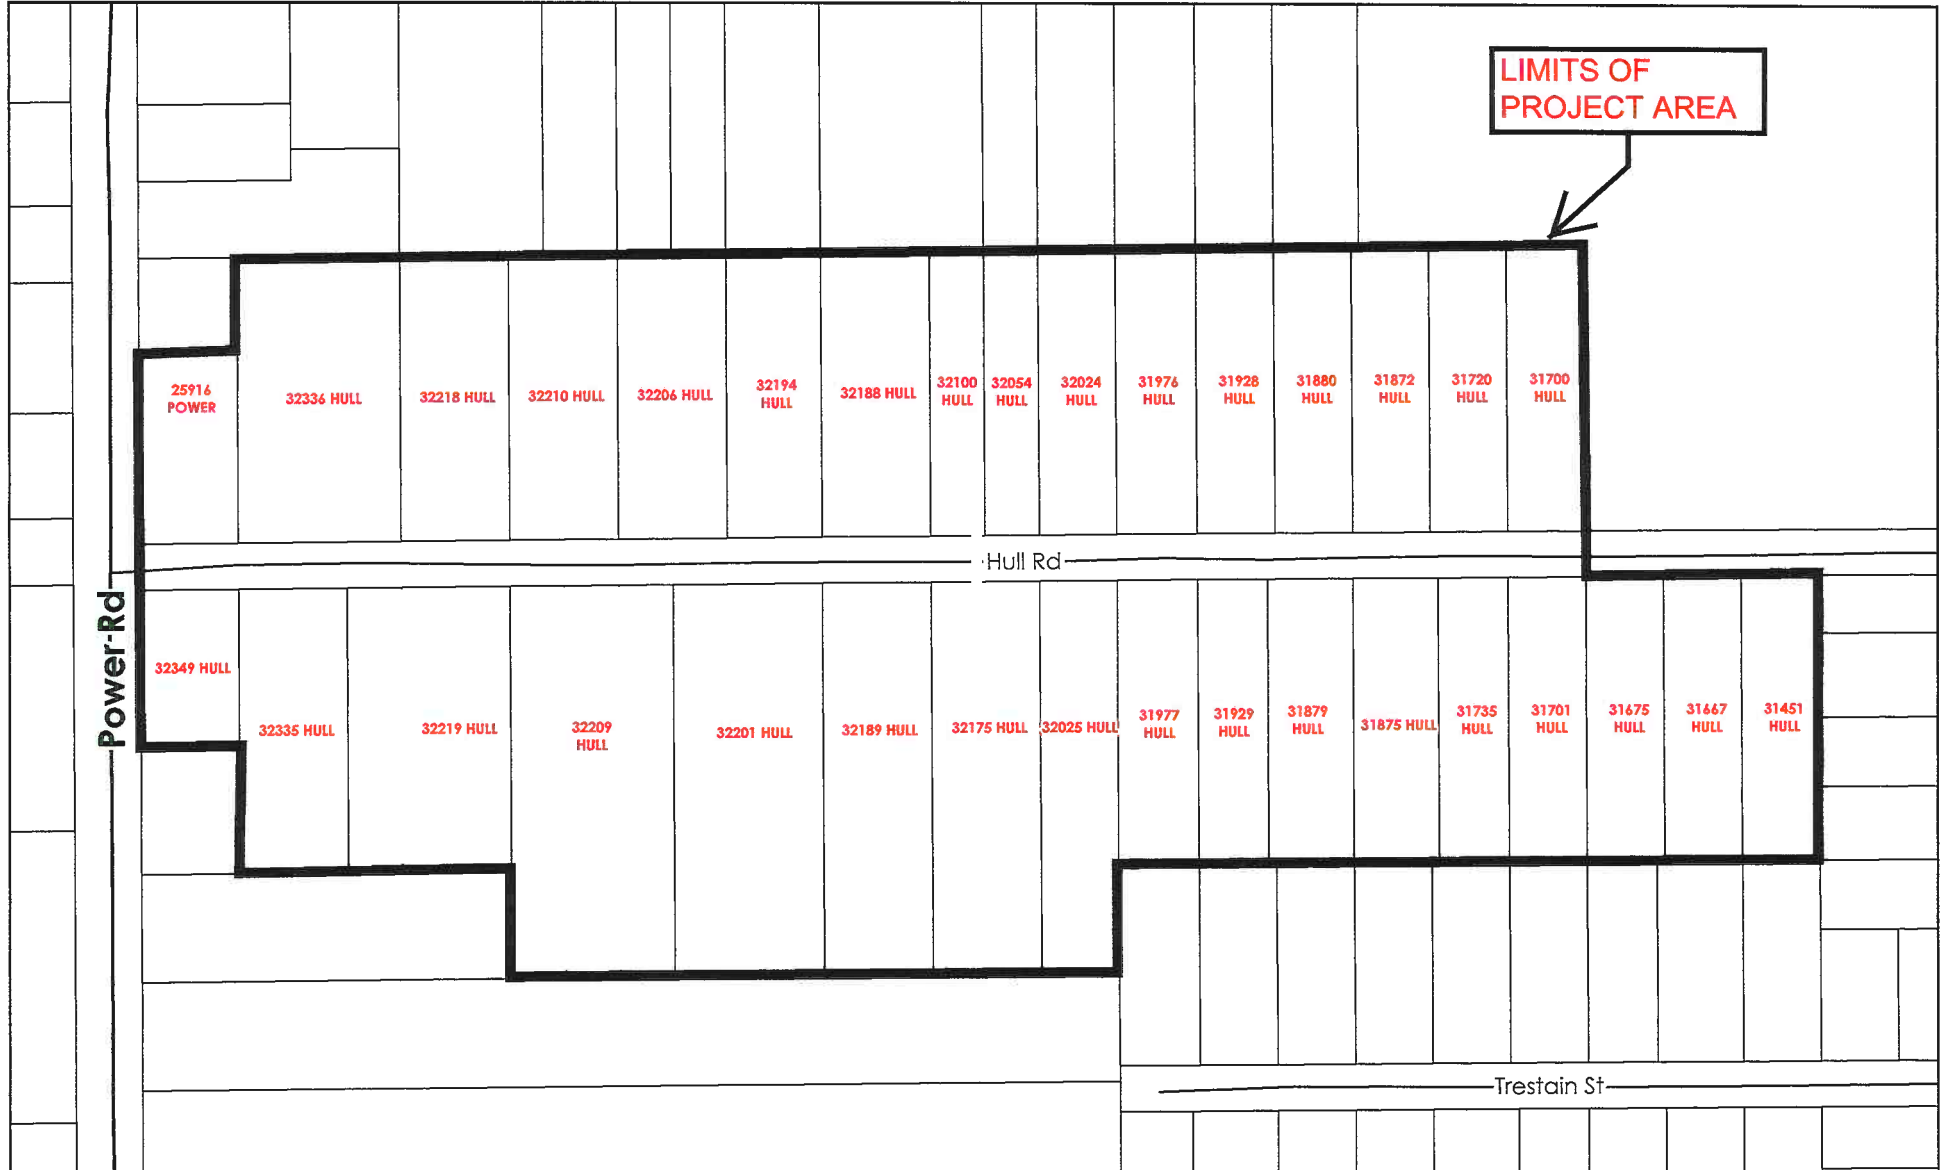 LIMITS OF
PROJECT AREA
25916
POWER
32336 HULL
32218 HULL
32210 HULL
32206 HULL
32194
HULL
32188 HULL
32100
HULL
32054
HULL
32024
HULL
31976
HULL
31928
HULL
31880
HULL
31872
HULL
31720
HULL
31700
HULL
Hull Rd
Power Rd
32349 HULL
32335 HULL
32219 HULL
32209
HULL
32201 HULL
32189 HULL
32175 HULL
32025 HULL
31977
HULL
31929
HULL
31879
HULL
31875 HULL
31735
HULL
31701
HULL
31675
HULL
31667
HULL
31451
HULL
Trestain St